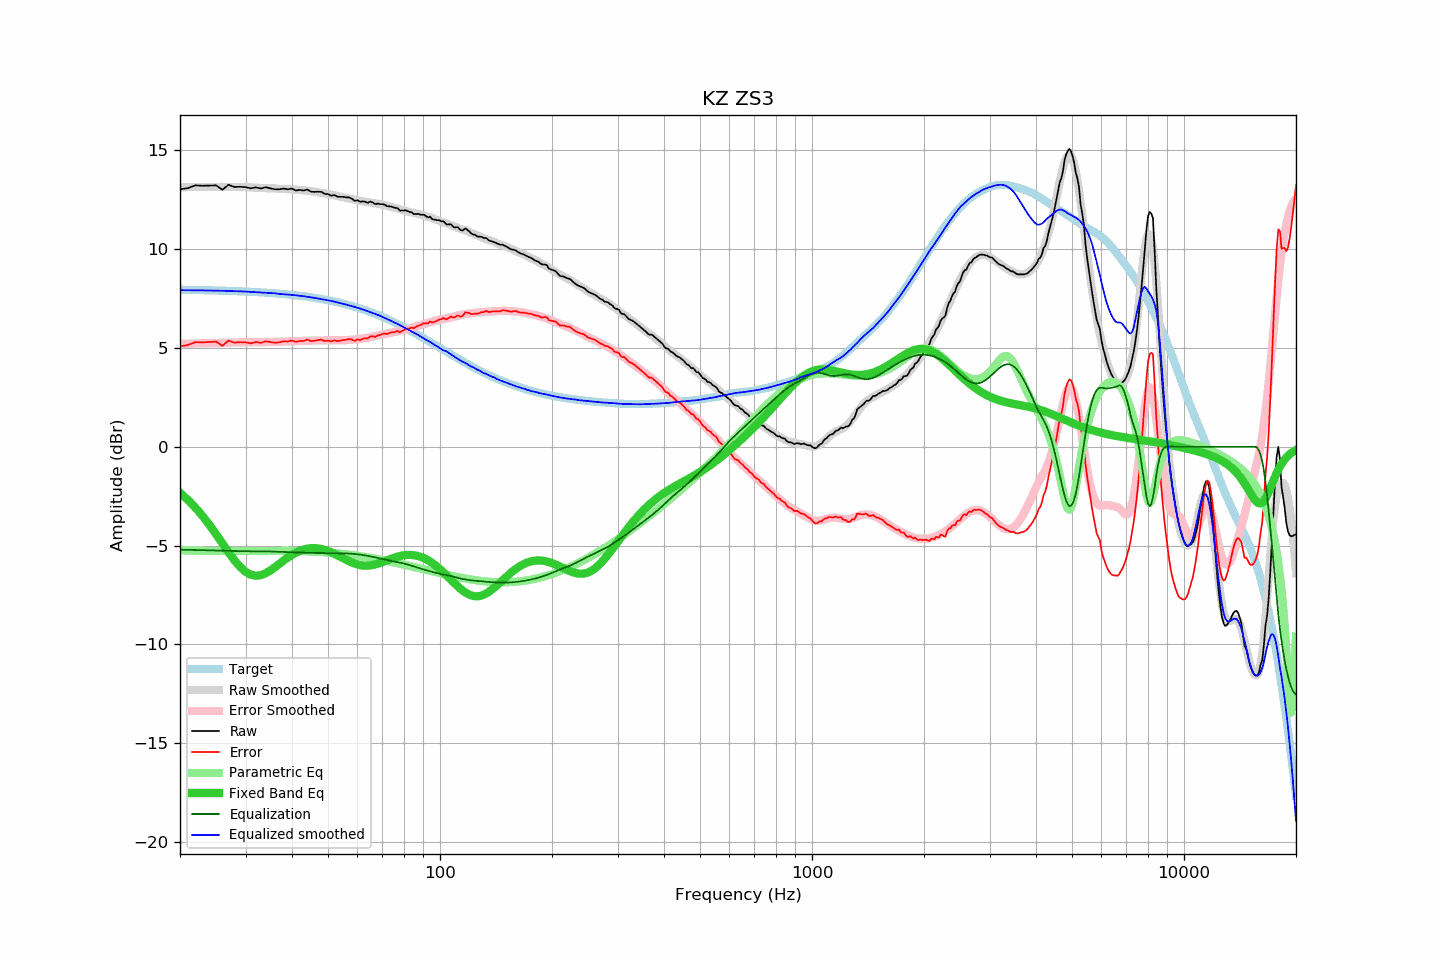 KZ ZS3
15
10
5
0
−5
−10
−15
−20
Amplitude (dBr)
Target
Raw Smoothed
Error Smoothed
Raw
Error
Parametric Eq
Fixed Band Eq
Equalization
Equalized smoothed
100
1000
10000
Frequency (Hz)